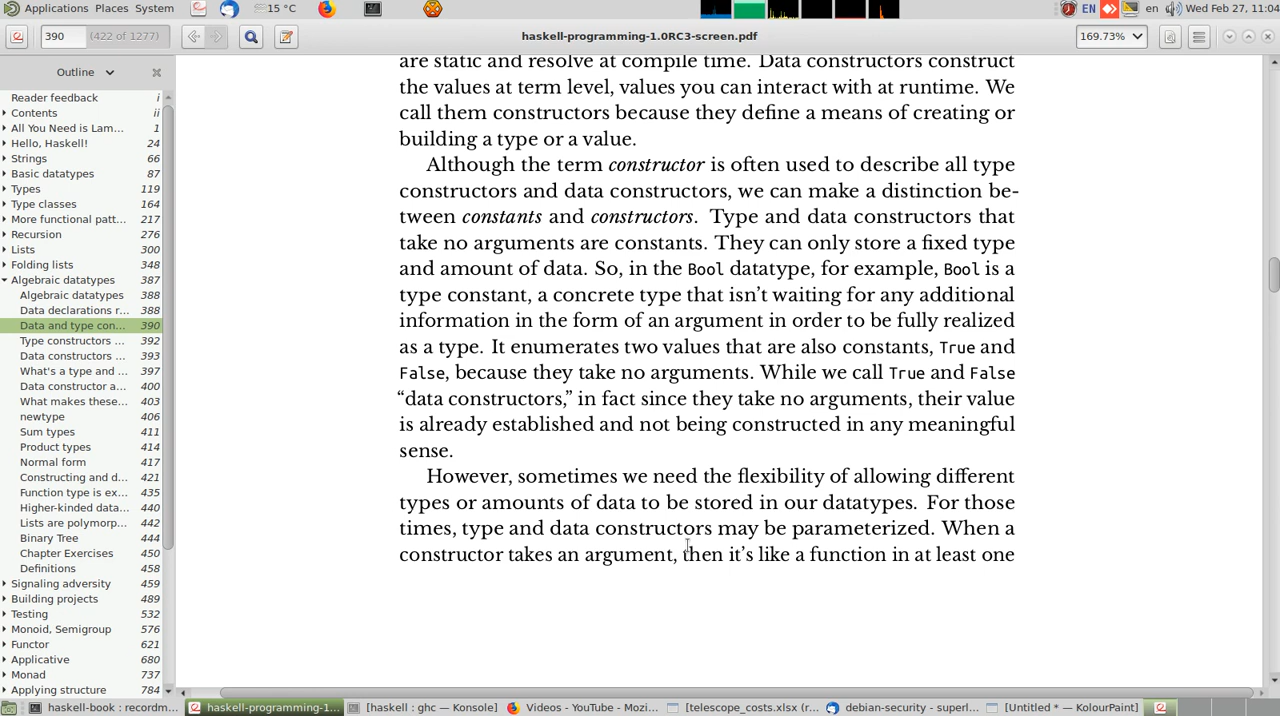 Applications Places System 15 °C EN en Wed Feb 27, 11:04
390 (422 of 1277) haskell-programming-1.0RC3-screen.pdf 169.73%
Outline
Reader feedback i
Contents ii
All You Need is Lam... 1
Hello, Haskell! 24
Strings 66
Basic datatypes 87
Types 119
Type classes 164
More functional patt... 217
Recursion 276
Lists 300
Folding lists 348
Algebraic datatypes 387
Algebraic datatypes 388
Data declarations r... 388
Data and type con... 390
Type constructors ... 392
Data constructors ... 393
What's a type and ... 397
Data constructor a... 400
What makes these... 403
newtype 406
Sum types 411
Product types 414
Normal form 417
Constructing and d... 421
Function type is ex... 435
Higher-kinded data... 440
Lists are polymorp... 442
Binary Tree 444
Chapter Exercises 450
Definitions 458
Signaling adversity 459
Building projects 489
Testing 532
Monoid, Semigroup 576
Functor 621
Applicative 680
Monad 737
Applying structure 784
are static and resolve at compile time. Data constructors construct
the values at term level, values you can interact with at runtime. We
call them constructors because they define a means of creating or
building a type or a value.
Although the term constructor is often used to describe all type
constructors and data constructors, we can make a distinction be-
tween constants and constructors. Type and data constructors that
take no arguments are constants. They can only store a fixed type
and amount of data. So, in the Bool datatype, for example, Bool is a
type constant, a concrete type that isn’t waiting for any additional
information in the form of an argument in order to be fully realized
as a type. It enumerates two values that are also constants, True and
False, because they take no arguments. While we call True and False
“data constructors,” in fact since they take no arguments, their value
is already established and not being constructed in any meaningful
sense.
However, sometimes we need the flexibility of allowing different
types or amounts of data to be stored in our datatypes. For those
times, type and data constructors may be parameterized. When a
constructor takes an argument, then it’s like a function in at least one
haskell-book : recordm... haskell-programming-1... [haskell : ghc — Konsole] Videos - YouTube - Mozi... [telescope_costs.xlsx (r... debian-security - superl... [Untitled * — KolourPaint]